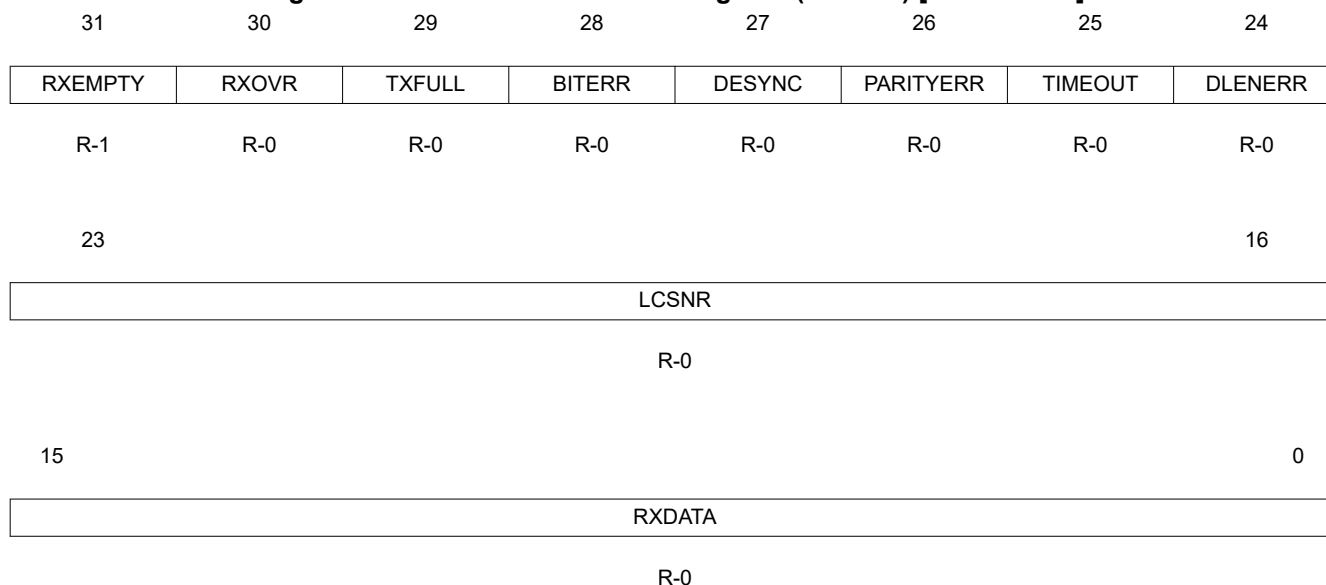 31 30 29 28 27 26 25 24
RXEMPTY RXOVR TXFULL BITERR DESYNC PARITYERR TIMEOUT DLENERR
R-1 R-0 R-0 R-0 R-0 R-0 R-0 R-0
23 16
LCSNR
R-0
15 0
RXDATA
R-0